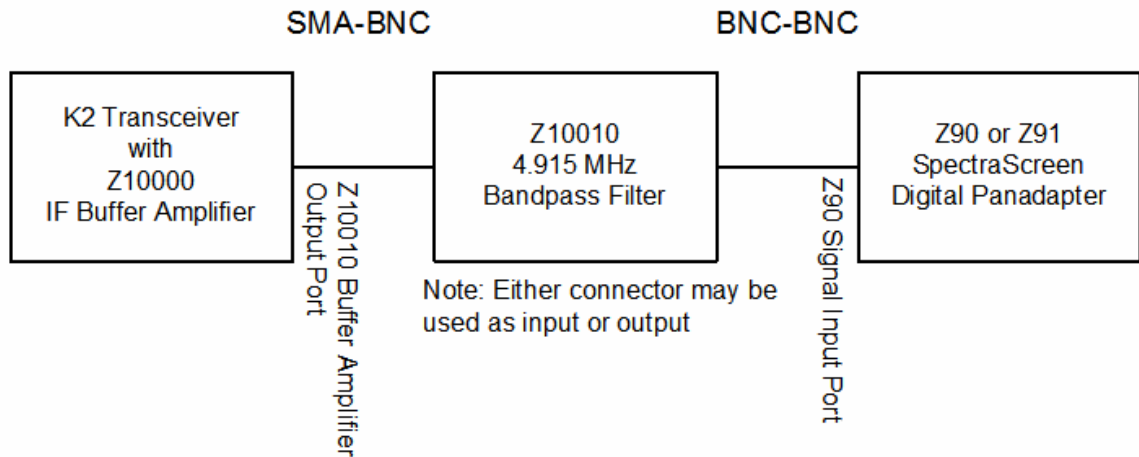 SMA-BNC
BNC-BNC
K2 Transceiver
with
Z10000
IF Buffer Amplifier
Z10010 Buffer Amplifier
Output Port
Z10010
4.915 MHz
Bandpass Filter
Note: Either connector may be
used as input or output
Z90 Signal Input Port
Z90 or Z91
SpectraScreen
Digital Panadapter